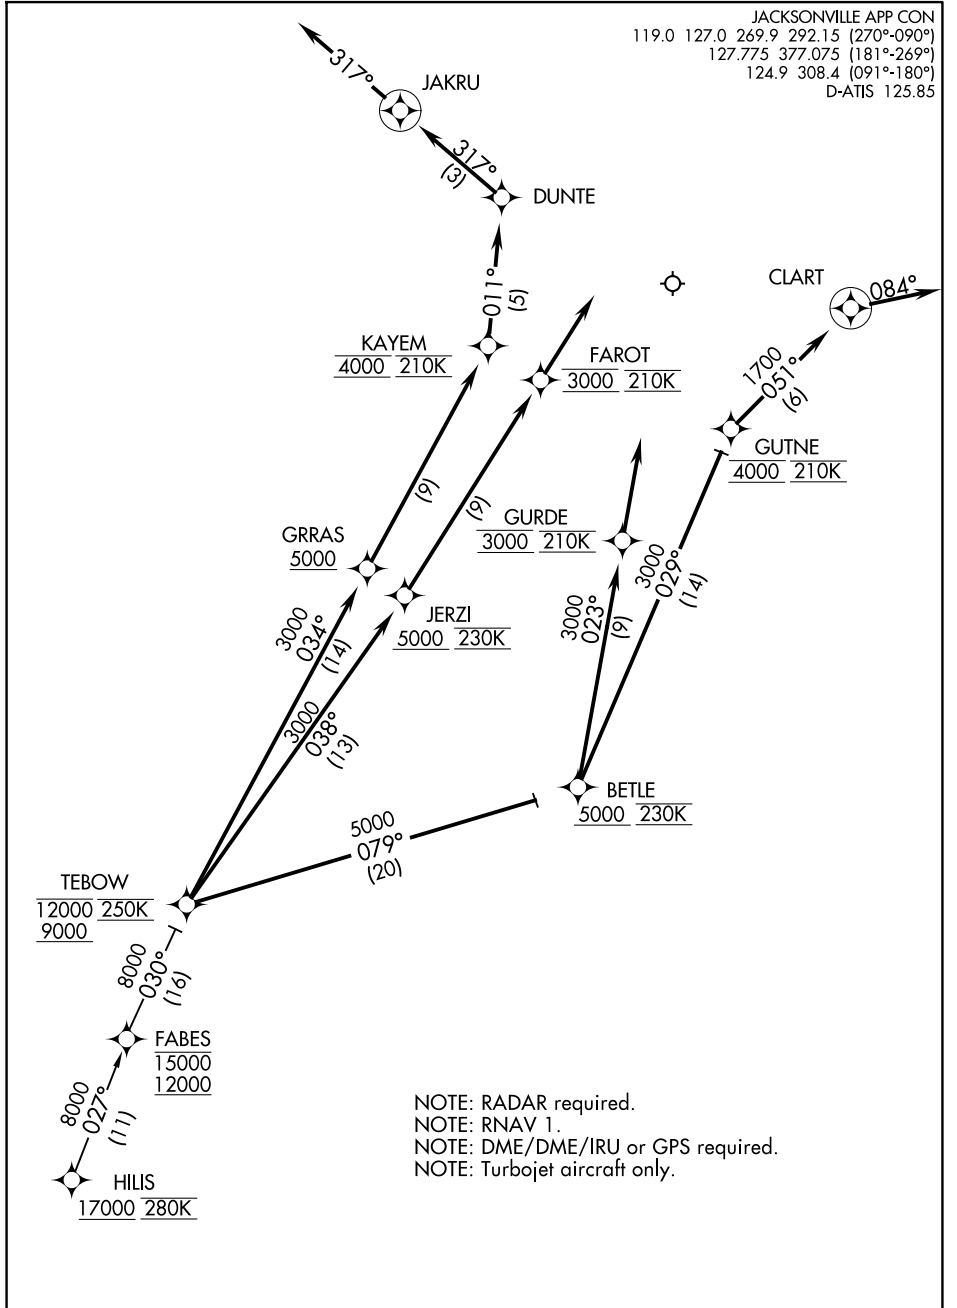 JACKSONVILLE APP CON
119.0 127.0 269.9 292.15 (270°-090°)
127.775 377.075 (181°-269°)
124.9 308.4 (091°-180°)
D-ATIS 125.85
317°
JAKRU
317°
(3)
DUNTE
CLART
084°
011°
(5)
KAYEM
4000 210K
FAROT
3000 210K
1700
051°
(6)
GUTNE
4000 210K
(9)
(9)
GURDE
3000 210K
GRRAS
5000
3000
029°
(14)
JERZI
5000 230K
3000
034°
(14)
3000
023°
(9)
3000
038°
(13)
BETLE
5000 230K
5000
079°
(20)
TEBOW
12000 250K
9000
8000
030°
(16)
FABES
15000
12000
8000
027°
(11)
HILIS
17000 280K
NOTE: RADAR required.
NOTE: RNAV 1.
NOTE: DME/DME/IRU or GPS required.
NOTE: Turbojet aircraft only.